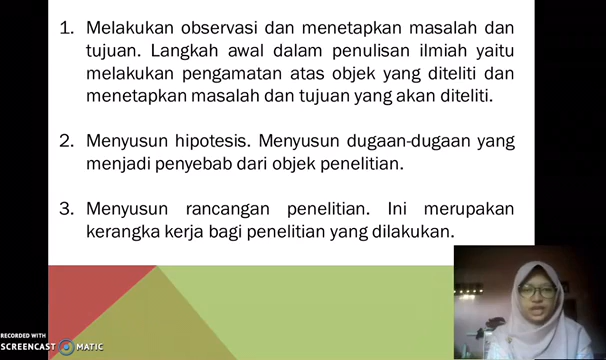 1. Melakukan observasi dan menetapkan masalah dan
tujuan. Langkah awal dalam penulisan ilmiah yaitu
melakukan pengamatan atas objek yang diteliti dan
menetapkan masalah dan tujuan yang akan diteliti.
2. Menyusun hipotesis. Menyusun dugaan-dugaan yang
menjadi penyebab dari objek penelitian.
3. Menyusun rancangan penelitian. Ini merupakan
kerangka kerja bagi penelitian yang dilakukan.
RECORDED WITH
SCREENCAST MATIC